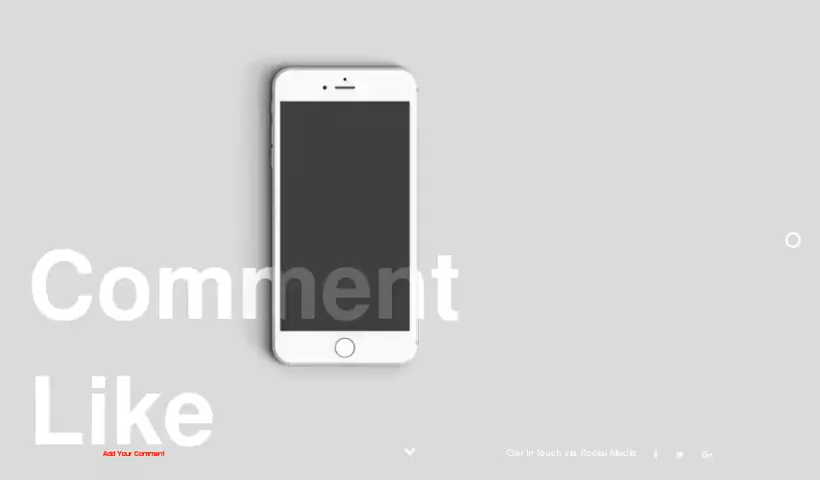 Comment
Like
Add Your Comment
Get in touch via Social Media
G+